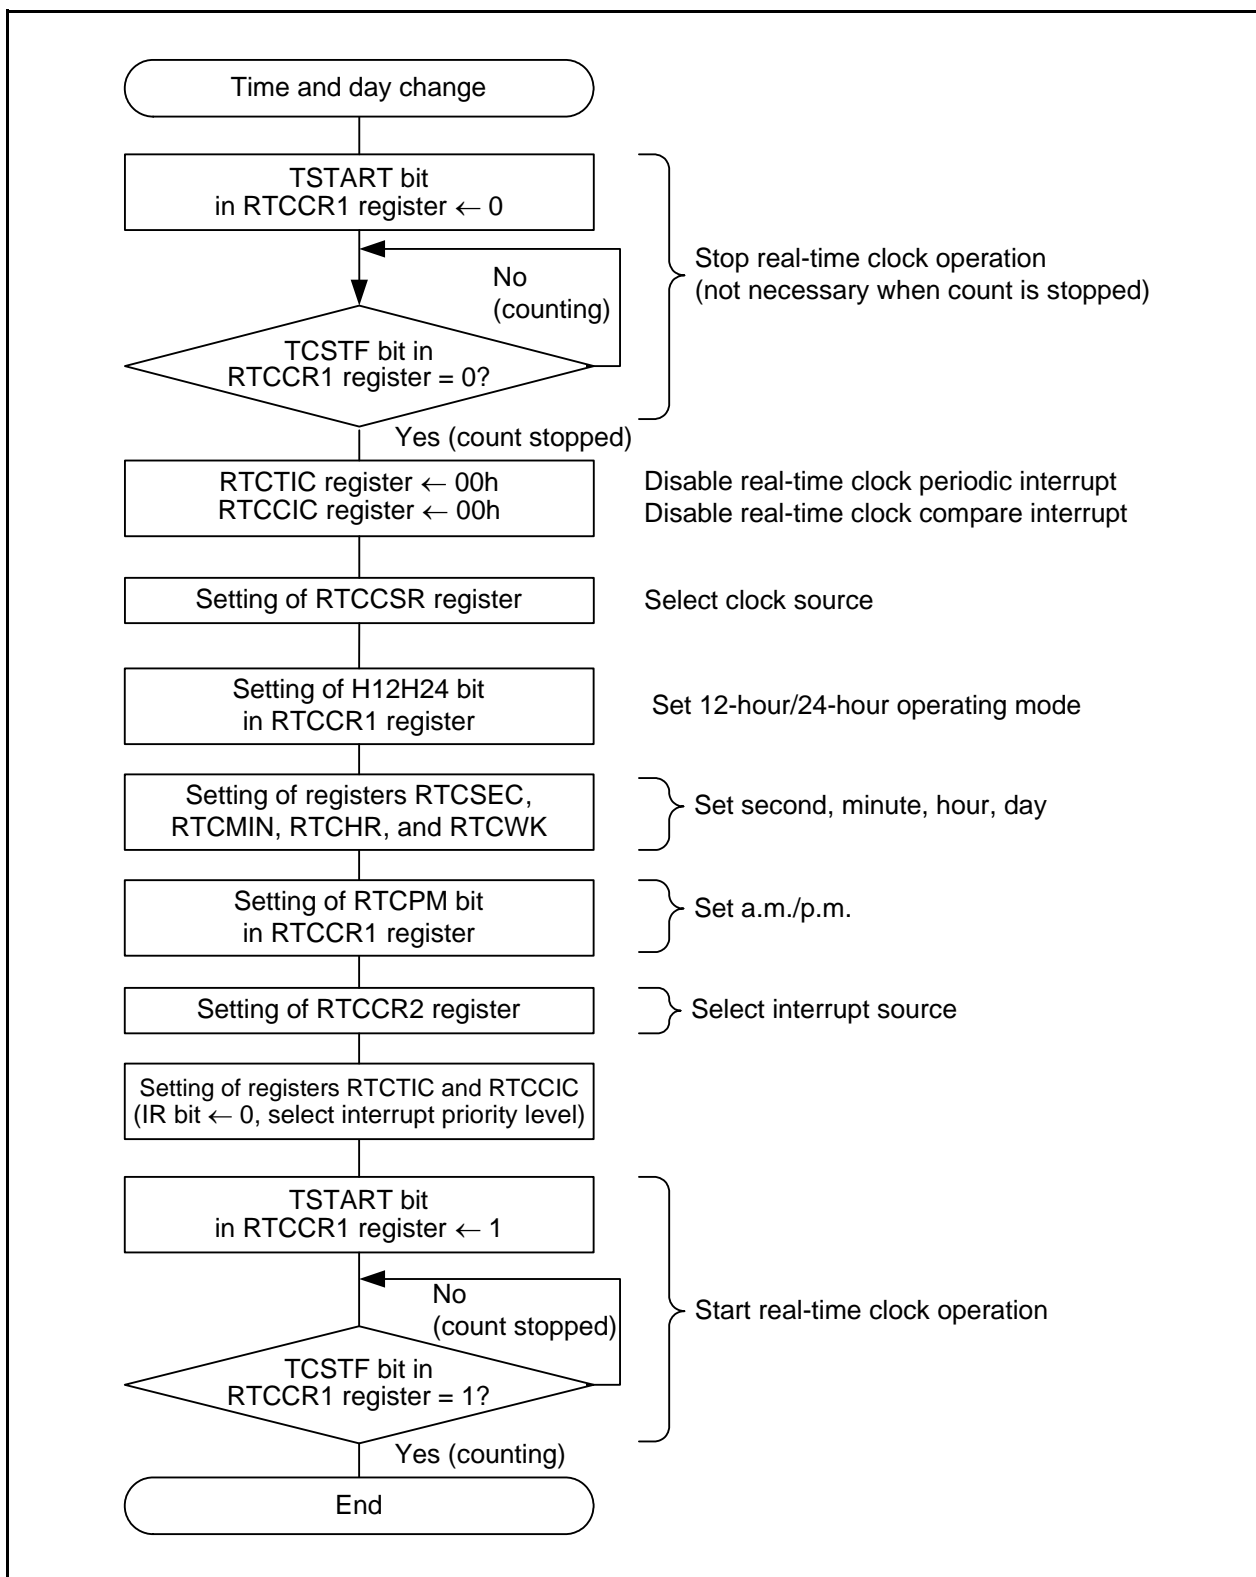 Time and day change
TSTART bit
in RTCCR1 register ← 0
Stop real-time clock operation
(not necessary when count is stopped)
No
(counting)
TCSTF bit in
RTCCR1 register = 0?
Yes (count stopped)
RTCTIC register ← 00h
RTCCIC register ← 00h
Disable real-time clock periodic interrupt
Disable real-time clock compare interrupt
Setting of RTCCSR register
Select clock source
Setting of H12H24 bit
in RTCCR1 register
Set 12-hour/24-hour operating mode
Setting of registers RTCSEC,
RTCMIN, RTCHR, and RTCWK
Set second, minute, hour, day
Setting of RTCPM bit
in RTCCR1 register
Set a.m./p.m.
Setting of RTCCR2 register
Select interrupt source
Setting of registers RTCTIC and RTCCIC
(IR bit ← 0, select interrupt priority level)
TSTART bit
in RTCCR1 register ← 1
Start real-time clock operation
No
(count stopped)
TCSTF bit in
RTCCR1 register = 1?
Yes (counting)
End